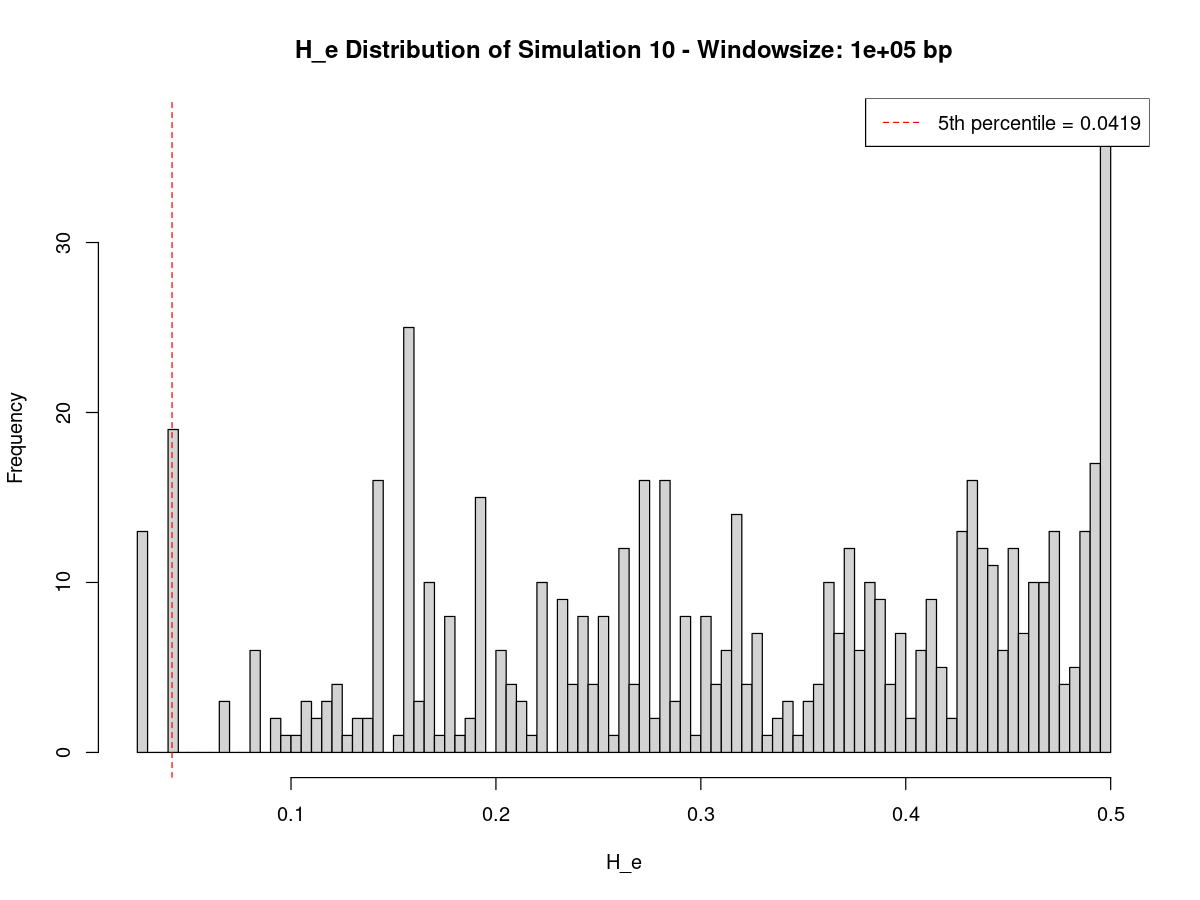 H_e Distribution of Simulation 10 - Windowsize: 1e+05 bp
5th percentile = 0.0419
Frequency
30
20
10
0
0.1 0.2 0.3 0.4 0.5
H_e